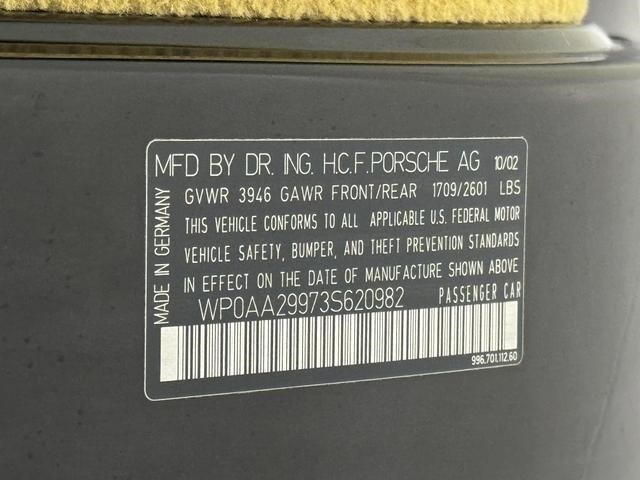 MFD BY DR. ING. H.C.F.PORSCHE AG 10/02
GVWR 3946 GAWR FRONT/REAR 1709/2601 LBS
THIS VEHICLE CONFORMS TO ALL APPLICABLE U.S. FEDERAL MOTOR
VEHICLE SAFETY, BUMPER, AND THEFT PREVENTION STANDARDS
IN EFFECT ON THE DATE OF MANUFACTURE SHOWN ABOVE
WP0AA29973S620982 PASSENGER CAR
996.701.112.60
MADE IN GERMANY